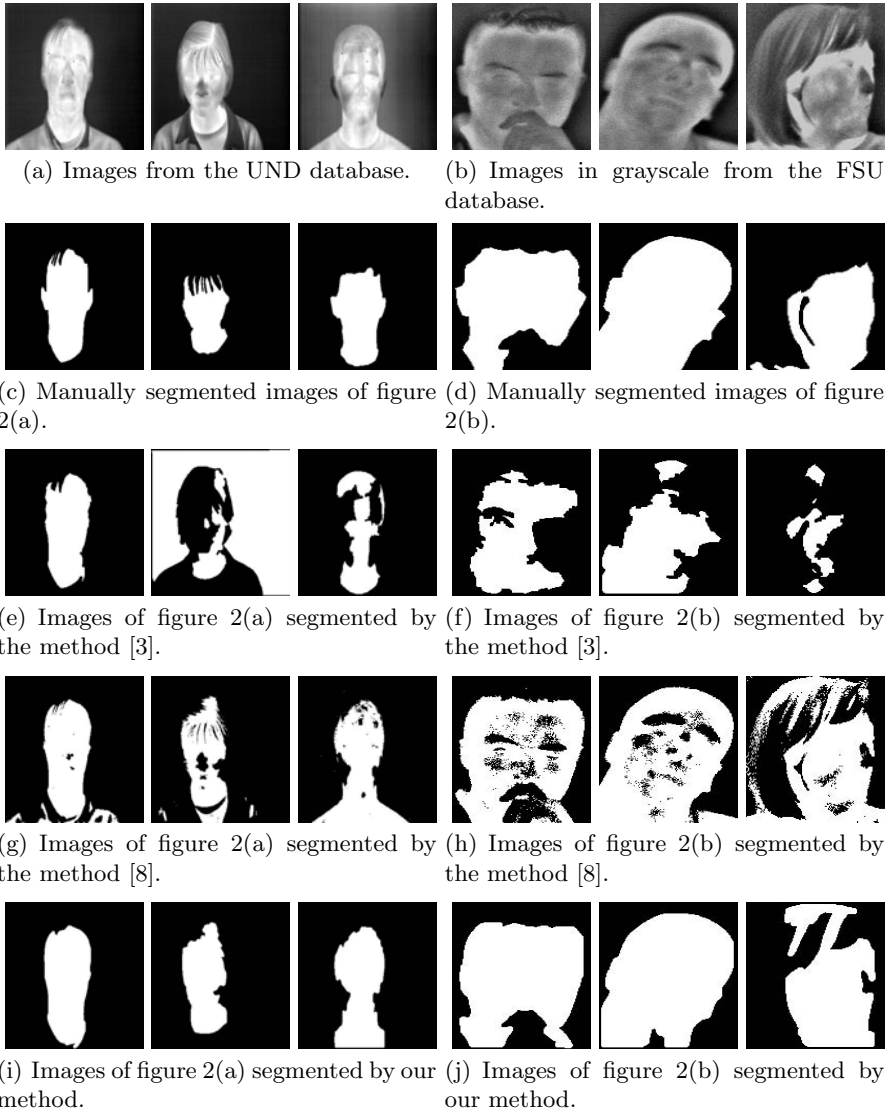 (a) Images from the UND database.
(b) Images in grayscale from the FSU
database.
(c) Manually segmented images of figure
2(a).
(d) Manually segmented images of figure
2(b).
(e) Images of figure 2(a) segmented by
the method [3].
(f) Images of figure 2(b) segmented by
the method [3].
(g) Images of figure 2(a) segmented by
the method [8].
(h) Images of figure 2(b) segmented by
the method [8].
(i) Images of figure 2(a) segmented by our
method.
(j) Images of figure 2(b) segmented by
our method.